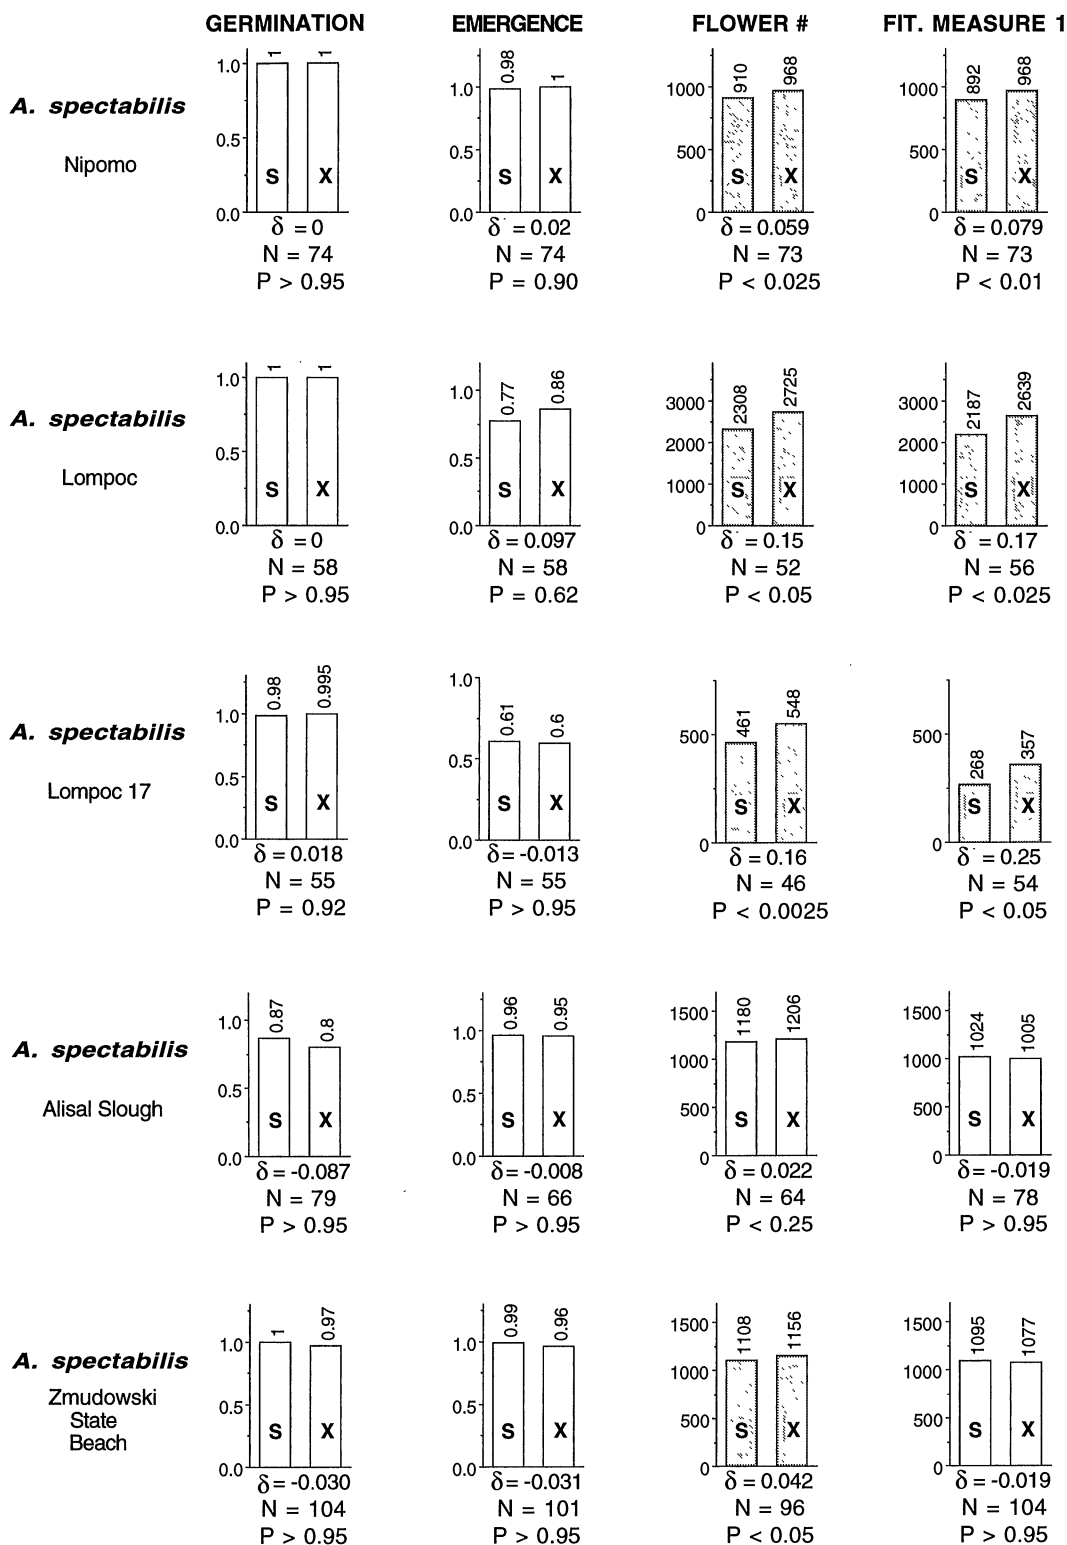 GERMINATION EMERGENCE FLOWER # FIT. MEASURE 1
A. spectabilis
Nipomo
1.0 0.5 0.0 1 1 S X
δ = 0
N = 74
P > 0.95
1.0 0.5 0.0 0.98 1 S X
δ = 0.02
N = 74
P = 0.90
1000 500 0 910 968 S X
δ = 0.059
N = 73
P < 0.025
1000 500 0 892 968 S X
δ = 0.079
N = 73
P < 0.01
A. spectabilis
Lompoc
1.0 0.5 0.0 1 1 S X
δ = 0
N = 58
P > 0.95
1.0 0.5 0.0 0.77 0.86 S X
δ = 0.097
N = 58
P = 0.62
3000 2000 1000 0 2308 2725 S X
δ = 0.15
N = 52
P < 0.05
3000 2000 1000 0 2187 2639 S X
δ = 0.17
N = 56
P < 0.025
A. spectabilis
Lompoc 17
1.0 0.5 0.0 0.98 0.995 S X
δ = 0.018
N = 55
P = 0.92
1.0 0.5 0.0 0.61 0.6 S X
δ = -0.013
N = 55
P > 0.95
500 0 461 548 S X
δ = 0.16
N = 46
P < 0.0025
500 0 268 357 S X
δ = 0.25
N = 54
P < 0.05
A. spectabilis
Alisal Slough
1.0 0.5 0.0 0.87 0.8 S X
δ = -0.087
N = 79
P > 0.95
1.0 0.5 0.0 0.96 0.95 S X
δ = -0.008
N = 66
P > 0.95
1500 1000 500 0 1180 1206 S X
δ = 0.022
N = 64
P < 0.25
1500 1000 500 0 1024 1005 S X
δ = -0.019
N = 78
P > 0.95
A. spectabilis
Zmudowski
State
Beach
1.0 0.5 0.0 1 0.97 S X
δ = -0.030
N = 104
P > 0.95
1.0 0.5 0.0 0.99 0.96 S X
δ = -0.031
N = 101
P > 0.95
1500 1000 500 0 1108 1156 S X
δ = 0.042
N = 96
P < 0.05
1500 1000 500 0 1095 1077 S X
δ = -0.019
N = 104
P > 0.95